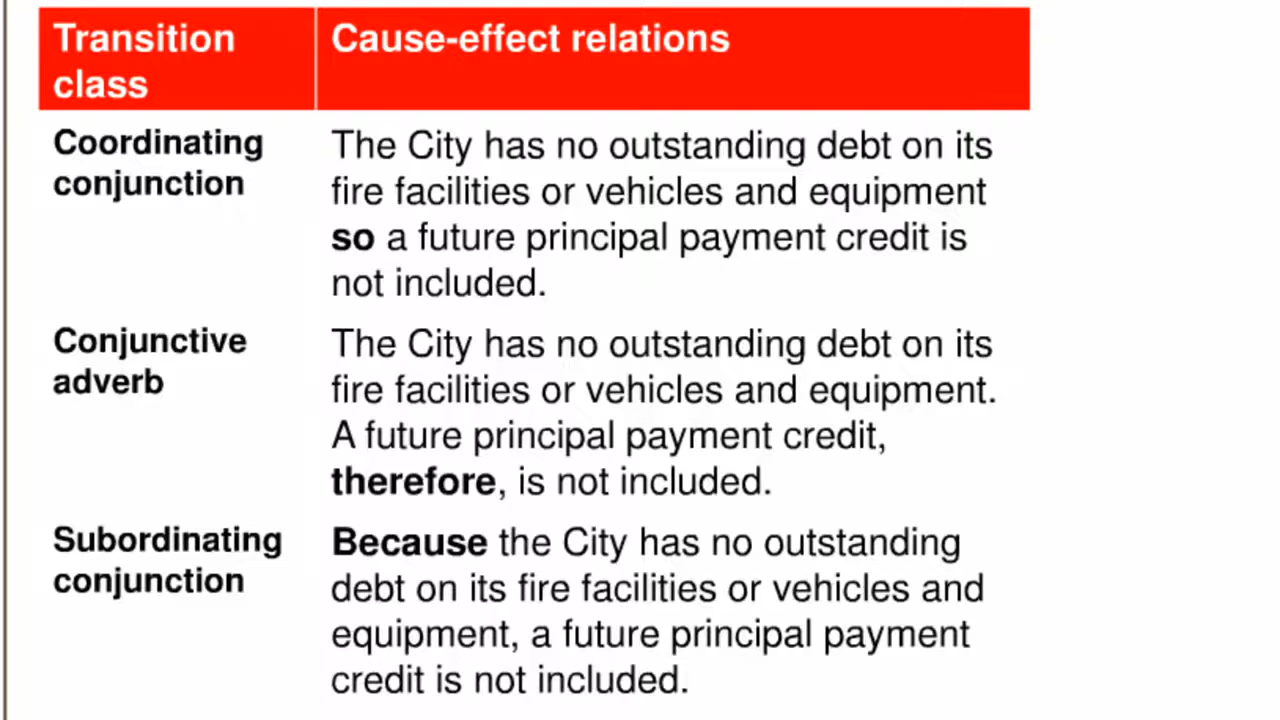 Transition
class
Cause-effect relations
Coordinating
conjunction
The City has no outstanding debt on its
fire facilities or vehicles and equipment
so a future principal payment credit is
not included.
Conjunctive
adverb
The City has no outstanding debt on its
fire facilities or vehicles and equipment.
A future principal payment credit,
therefore, is not included.
Subordinating
conjunction
Because the City has no outstanding
debt on its fire facilities or vehicles and
equipment, a future principal payment
credit is not included.